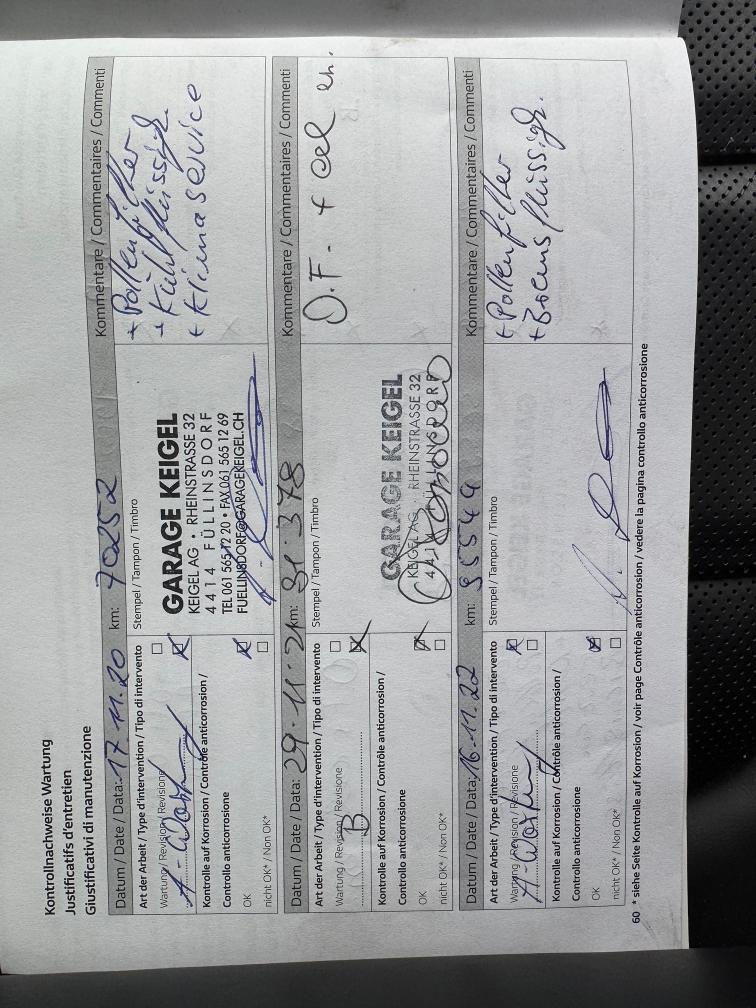 Kontrollnachweise Wartung
Justificatifs d'entretien
Giustificativi di manutenzione
Datum / Date / Data: 17.11.20 km: 70252 Kommentare / Commentaires / Commenti
Art der Arbeit / Type d'intervention / Tipo di intervento
Wartung / Revision / Revisione
A-Wartung
Kontrolle auf Korrosion / Contrôle anticorrosion /
Controllo anticorrosione
OK
nicht OK* / Non OK*
Stempel / Tampon / Timbro
GARAGE KEIGEL
KEIGEL AG • RHEINSTRASSE 32
4414 FÜLLINSDORF
TEL 061 565 12 20 • FAX 061 565 12 69
FUELLINSDORF@GARAGEKEIGEL.CH
+ Pollenfilter
+ Kühlflüssigk.
+ Klimaservice
Datum / Date / Data: 29.11.21 km: 81378 Kommentare / Commentaires / Commenti
Art der Arbeit / Type d'intervention / Tipo di intervento
Wartung / Revision / Revisione
B
Kontrolle auf Korrosion / Contrôle anticorrosion /
Controllo anticorrosione
OK
nicht OK* / Non OK*
Stempel / Tampon / Timbro
GARAGE KEIGEL
KEIGEL AG • RHEINSTRASSE 32
4414 FÜLLINSDORF
Datum / Date / Data: 16.11.22 km: Kommentare / Commentaires / Commenti
Art der Arbeit / Type d'intervention / Tipo di intervento
Wartung / Revision / Revisione
A-Wartung
Kontrolle auf Korrosion / Contrôle anticorrosion /
Controllo anticorrosione
OK
nicht OK* / Non OK*
Stempel / Tampon / Timbro
+ Pollenfilter
+ Bremsflüssigk.
60 * siehe Seite Kontrolle auf Korrosion / voir page Contrôle anticorrosion / vedere la pagina controllo anticorrosione